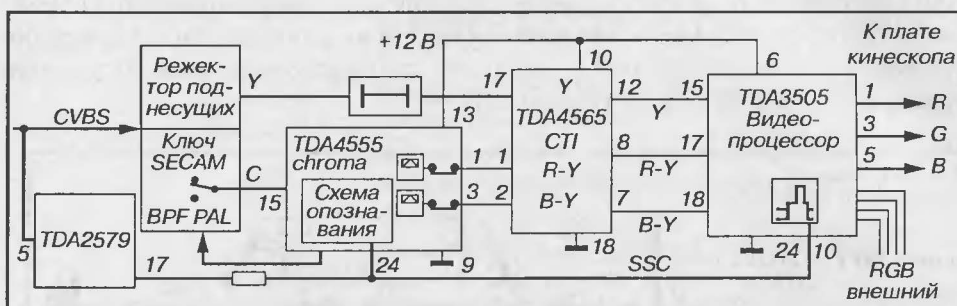 +12 В
К плате
кинескопа
Режек-
тор под-
несущих
Y
CVBS
Ключ
SECAM
BPF PAL
C
15
TDA2579
5
17
13
TDA4555
chroma
Схема
опозна-
вания
1
3
24
9
17
10
Y
TDA4565
CTI
R-Y
B-Y
1
2
12
8
7
18
Y
R-Y
B-Y
SSC
15
17
18
6
TDA3505
Видео-
процессор
24
10
1
3
5
R
G
B
RGB
внешний